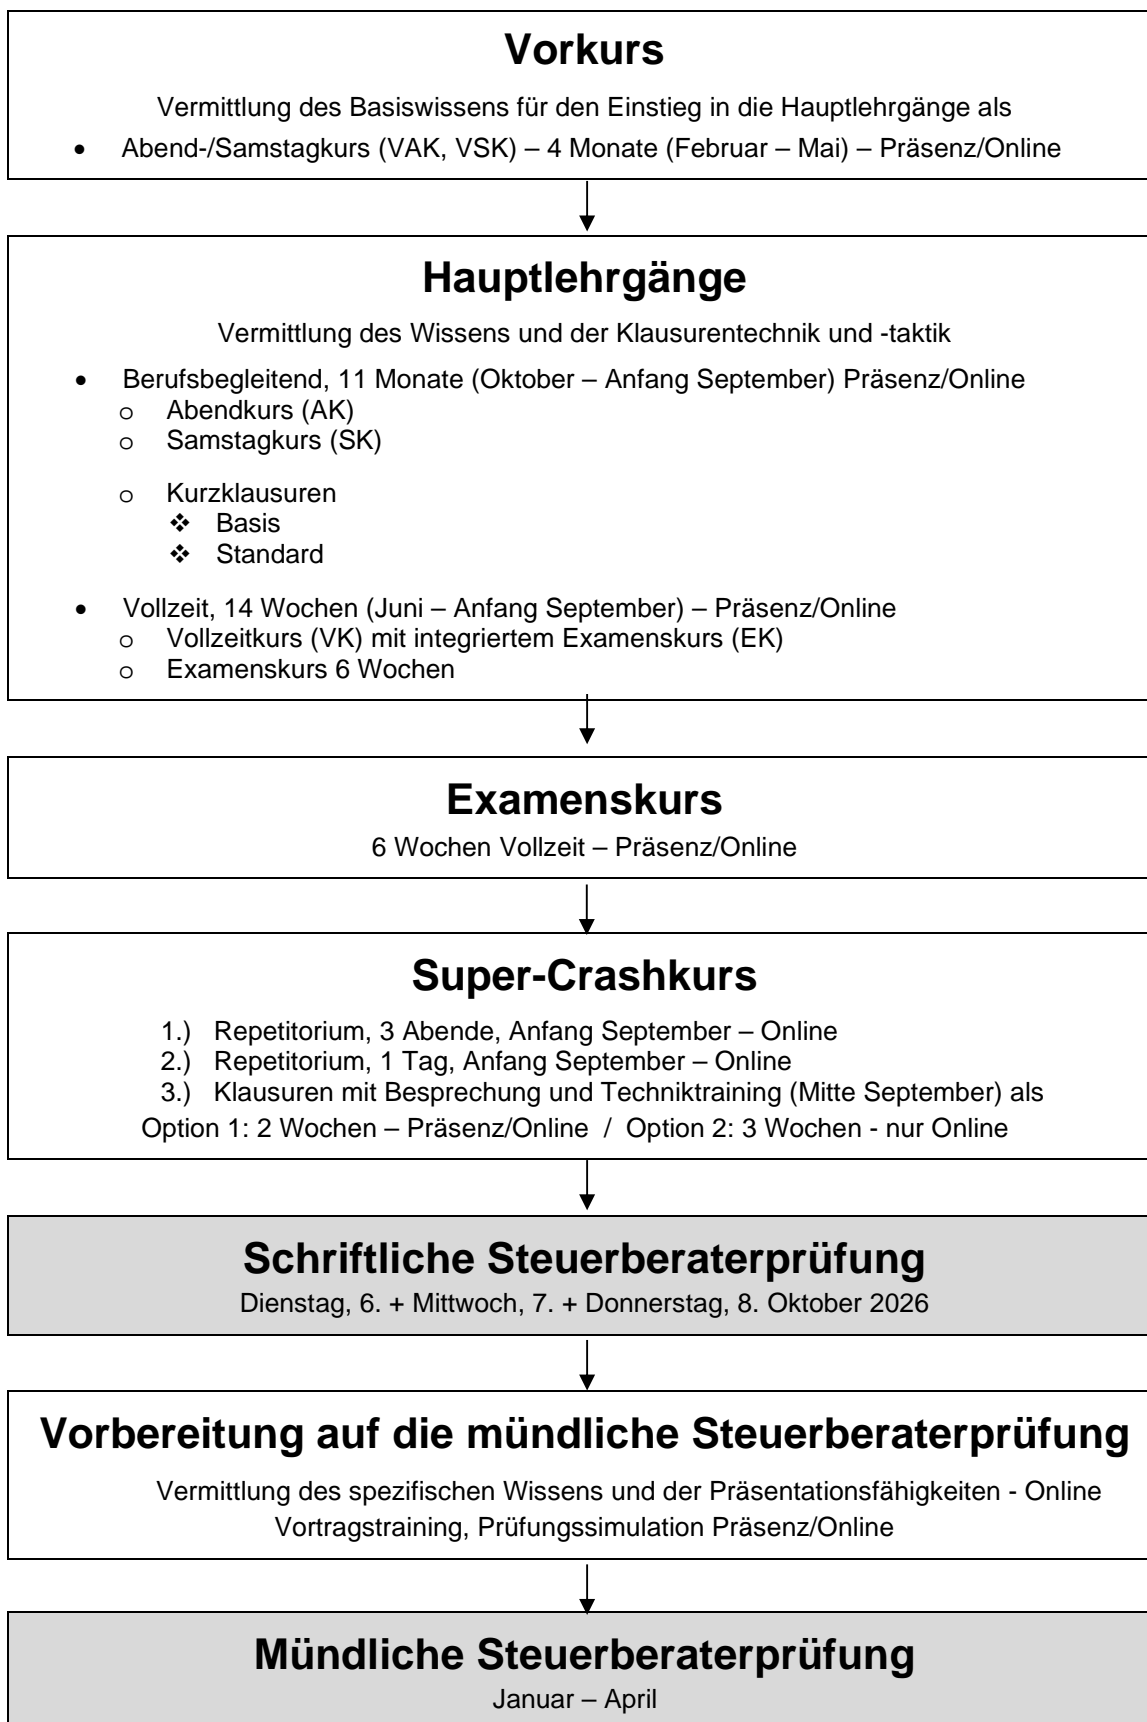 Vorkurs
Vermittlung des Basiswissens für den Einstieg in die Hauptlehrgänge als
• Abend-/Samstagkurs (VAK, VSK) – 4 Monate (Februar – Mai) – Präsenz/Online
Hauptlehrgänge
Vermittlung des Wissens und der Klausurentechnik und -taktik
• Berufsbegleitend, 11 Monate (Oktober – Anfang September) Präsenz/Online
o Abendkurs (AK)
o Samstagkurs (SK)
o Kurzklausuren
❖ Basis
❖ Standard
• Vollzeit, 14 Wochen (Juni – Anfang September) – Präsenz/Online
o Vollzeitkurs (VK) mit integriertem Examenskurs (EK)
o Examenskurs 6 Wochen
Examenskurs
6 Wochen Vollzeit – Präsenz/Online
Super-Crashkurs
1.) Repetitorium, 3 Abende, Anfang September – Online
2.) Repetitorium, 1 Tag, Anfang September – Online
3.) Klausuren mit Besprechung und Techniktraining (Mitte September) als
Option 1: 2 Wochen – Präsenz/Online / Option 2: 3 Wochen - nur Online
Schriftliche Steuerberaterprüfung
Dienstag, 6. + Mittwoch, 7. + Donnerstag, 8. Oktober 2026
Vorbereitung auf die mündliche Steuerberaterprüfung
Vermittlung des spezifischen Wissens und der Präsentationsfähigkeiten - Online
Vortragstraining, Prüfungssimulation Präsenz/Online
Mündliche Steuerberaterprüfung
Januar – April